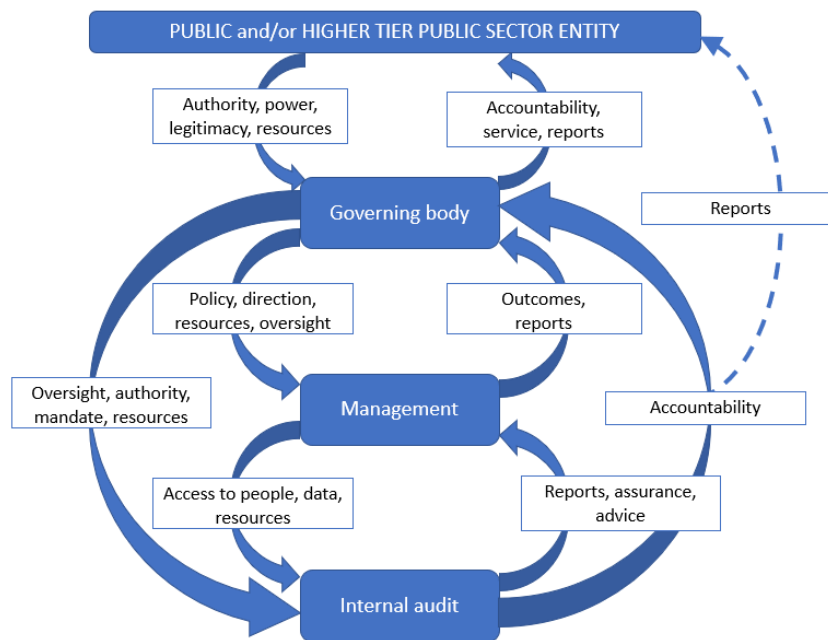 PUBLIC and/or HIGHER TIER PUBLIC SECTOR ENTITY
Authority, power,
legitimacy, resources
Accountability,
service, reports
Governing body
Reports
Policy, direction,
resources, oversight
Outcomes,
reports
Oversight, authority,
mandate, resources
Management
Accountability
Access to people, data,
resources
Reports, assurance,
advice
Internal audit